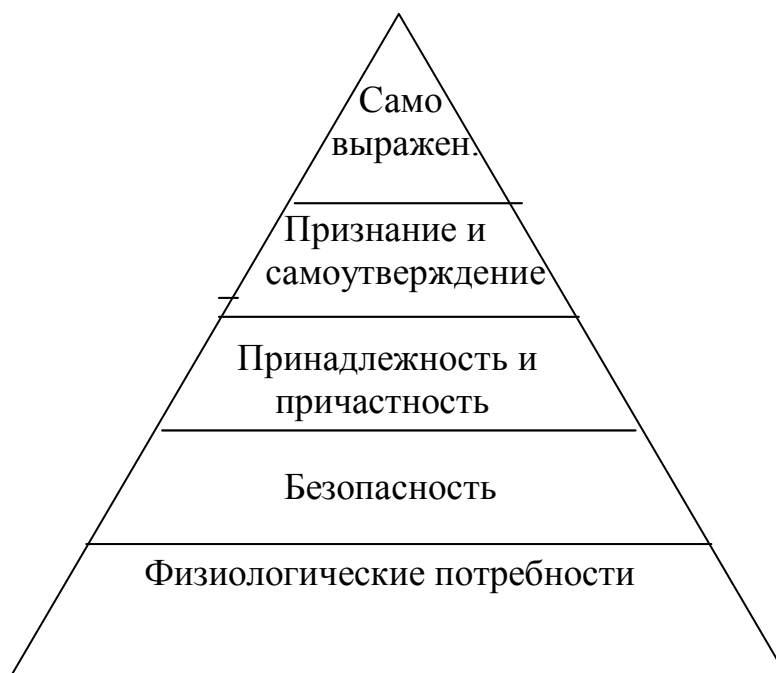 Само
выражен.
Признание и
самоутверждение
Принадлежность и
причастность
Безопасность
Физиологические потребности